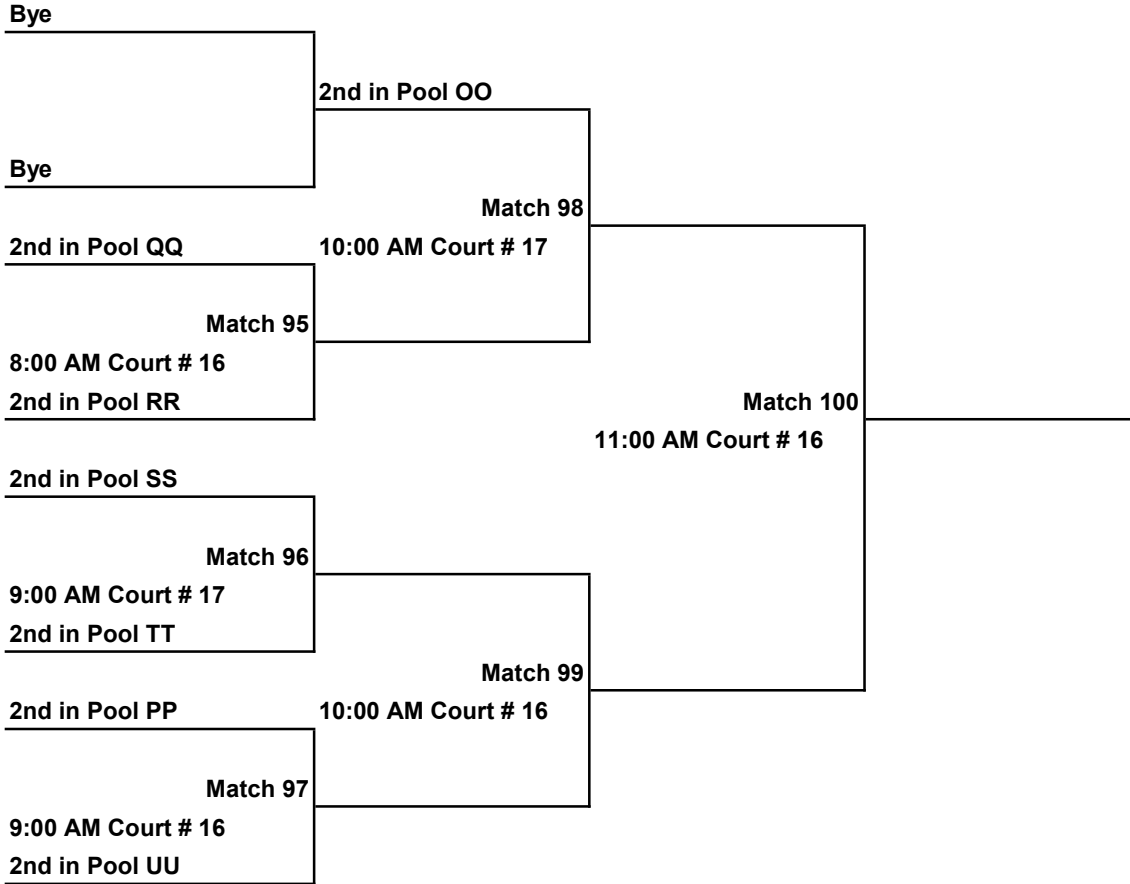 Bye
2nd in Pool OO
Bye
Match 98
2nd in Pool QQ
10:00 AM Court # 17
Match 95
8:00 AM Court # 16
2nd in Pool RR
Match 100
11:00 AM Court # 16
2nd in Pool SS
Match 96
9:00 AM Court # 17
2nd in Pool TT
Match 99
2nd in Pool PP
10:00 AM Court # 16
Match 97
9:00 AM Court # 16
2nd in Pool UU